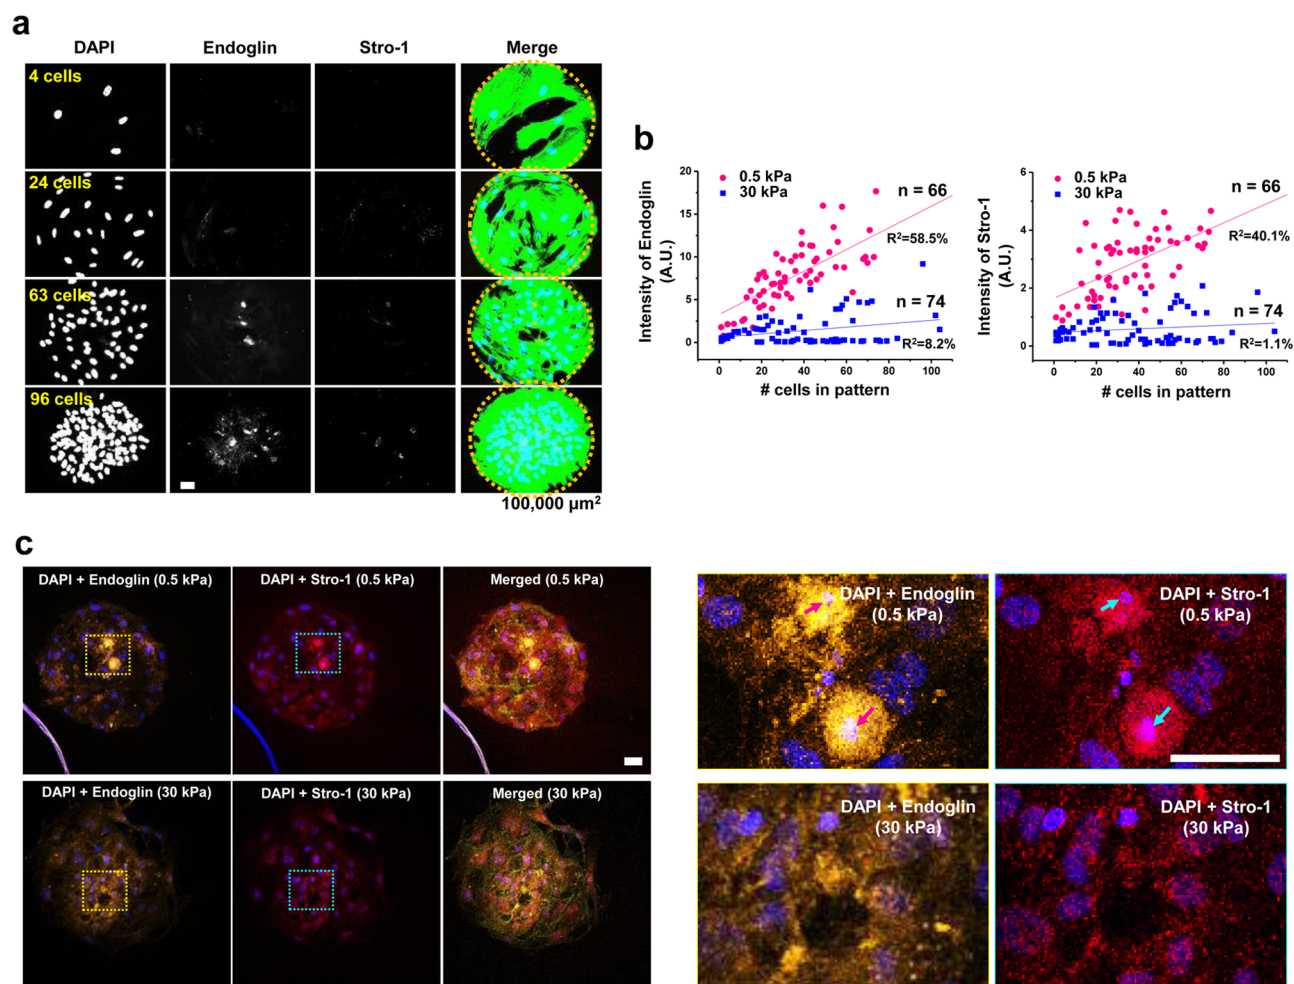 a
DAPI Endoglin Stro-1 Merge
4 cells
24 cells
63 cells
96 cells
100,000 µm²
b
Intensity of Endoglin
(A.U.)
20
15
10
5
0
0.5 kPa
30 kPa
n = 66
R²=58.5%
n = 74
R²=8.2%
0 20 40 60 80 100
# cells in pattern
Intensity of Stro-1
(A.U.)
6
4
2
0
0.5 kPa
30 kPa
n = 66
R²=40.1%
n = 74
R²=1.1%
0 20 40 60 80 100
# cells in pattern
c
DAPI + Endoglin (0.5 kPa) DAPI + Stro-1 (0.5 kPa) Merged (0.5 kPa)
DAPI + Endoglin (30 kPa) DAPI + Stro-1 (30 kPa) Merged (30 kPa)
DAPI + Endoglin
(0.5 kPa)
DAPI + Stro-1
(0.5 kPa)
DAPI + Endoglin
(30 kPa)
DAPI + Stro-1
(30 kPa)